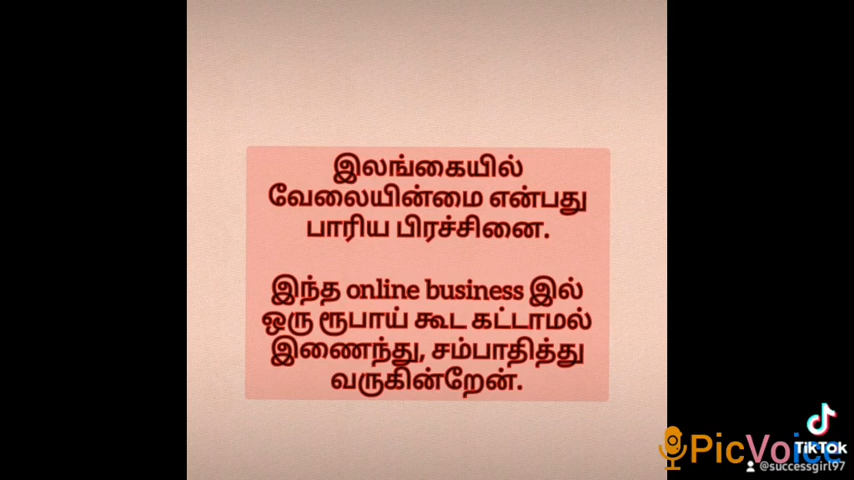 இலங்கையில்
வேலையின்மை என்பது
பாரிய பிரச்சினை.
இந்த online business இல்
ஒரு ரூபாய் கூட கட்டாமல்
இணைந்து, சம்பாதித்து
வருகின்றேன்.
PicVoice
TikTok
@successgirl97